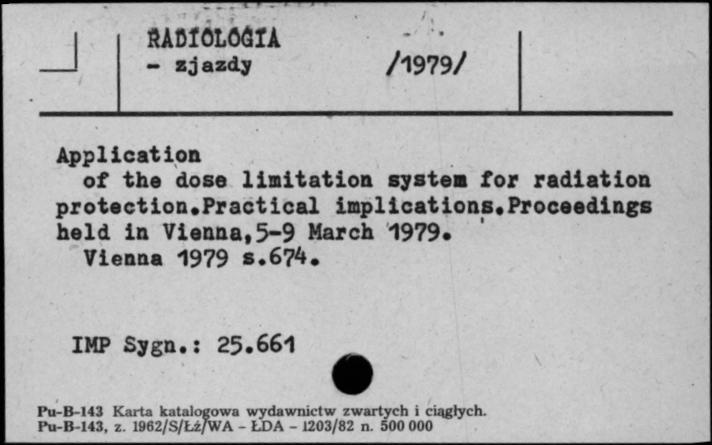 RADIOLOGIA
- zjazdy /1979/
Application
of the dose limitation system for radiation
protection.Practical implications.Proceedings
held in Vienna,5-9 March 1979.
Vienna 1979 s.674.
IMP Sygn.: 25.661
Pu-B-143 Karta katalogowa wydawnictw zwartych i ciągłych.
Pu-B-143, z. 1962/S/Łż/WA - ŁDA - 1203/82 n. 500 000